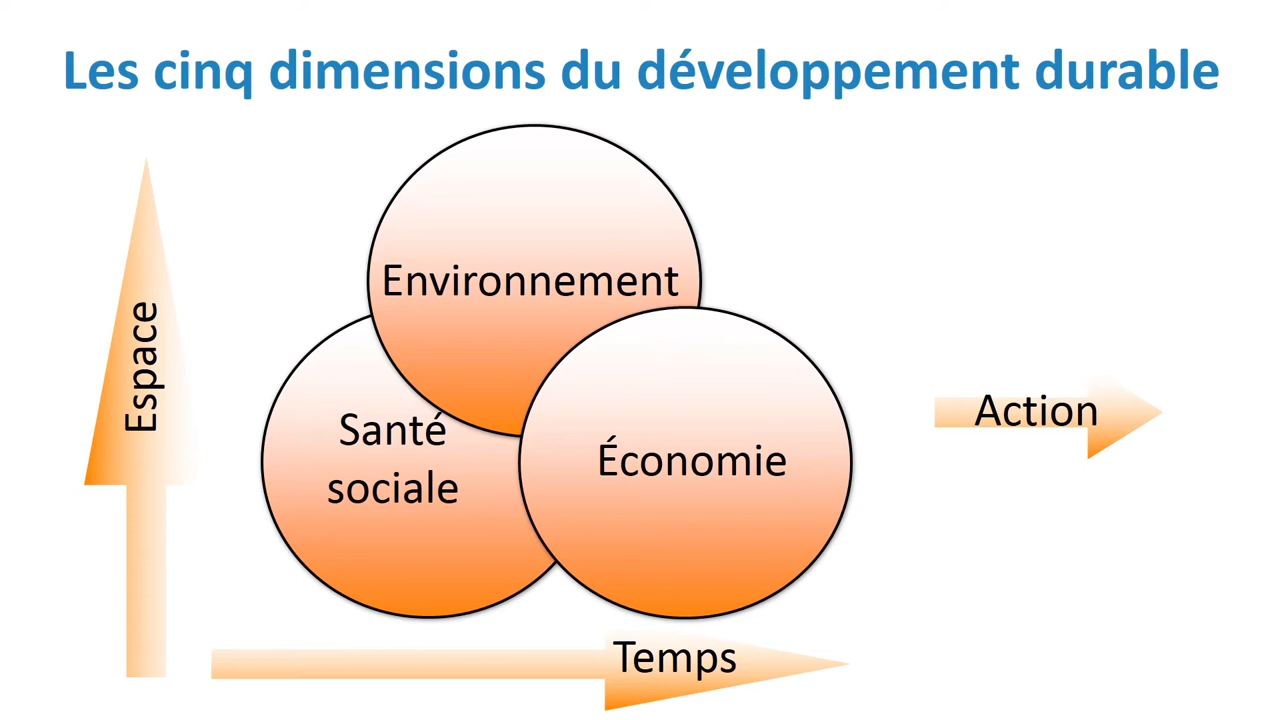 Les cinq dimensions du développement durable
Espace
Environnement
Santé
sociale
Économie
Action
Temps